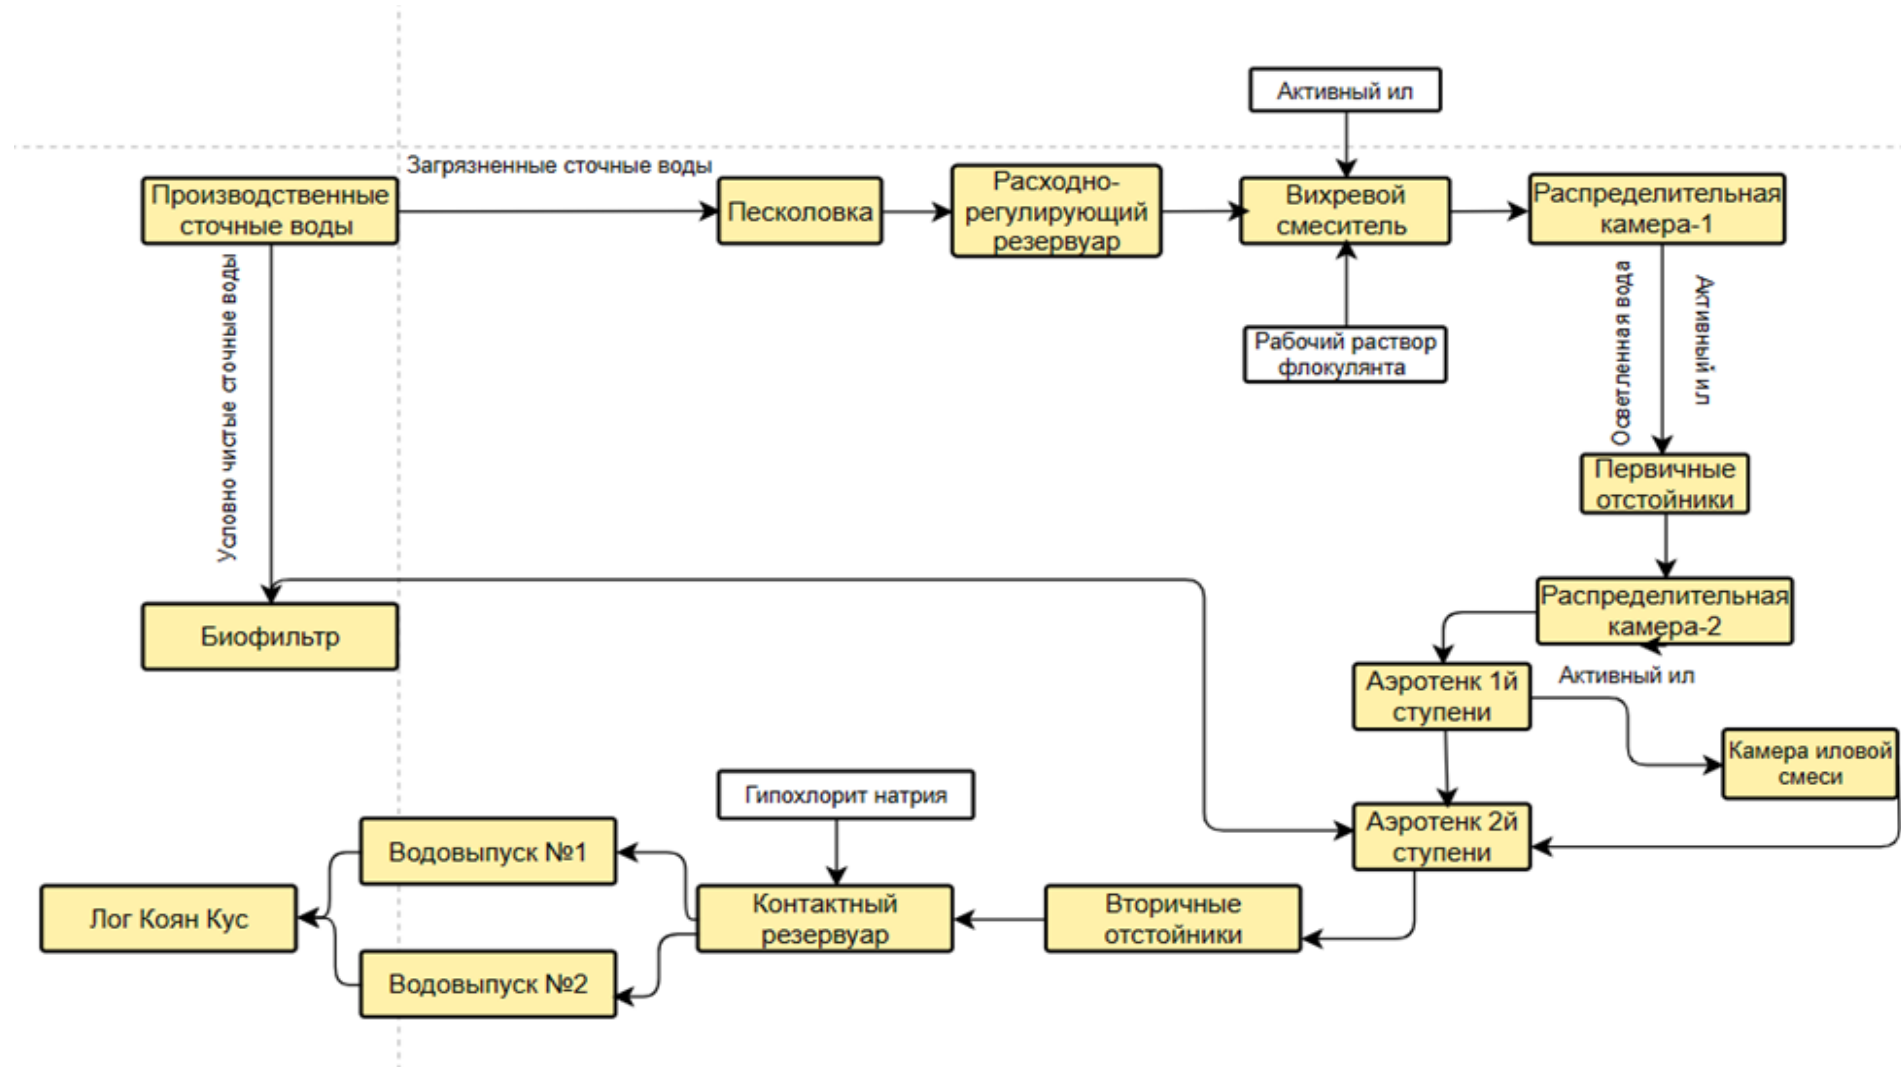 Активный ил
Загрязненные сточные воды
Производственные
сточные воды
Песколовка
Расходно-
регулирующий
резервуар
Вихревой
смеситель
Распределительная
камера-1
Условно чистые сточные воды
Рабочий раствор
флокулянта
Осветленная вода
Активный ил
Первичные
отстойники
Биофильтр
Распределительная
камера-2
Аэротенк 1й
ступени
Активный ил
Камера иловой
смеси
Гипохлорит натрия
Аэротенк 2й
ступени
Водовыпуск №1
Лог Коян Кус
Контактный
резервуар
Вторичные
отстойники
Водовыпуск №2